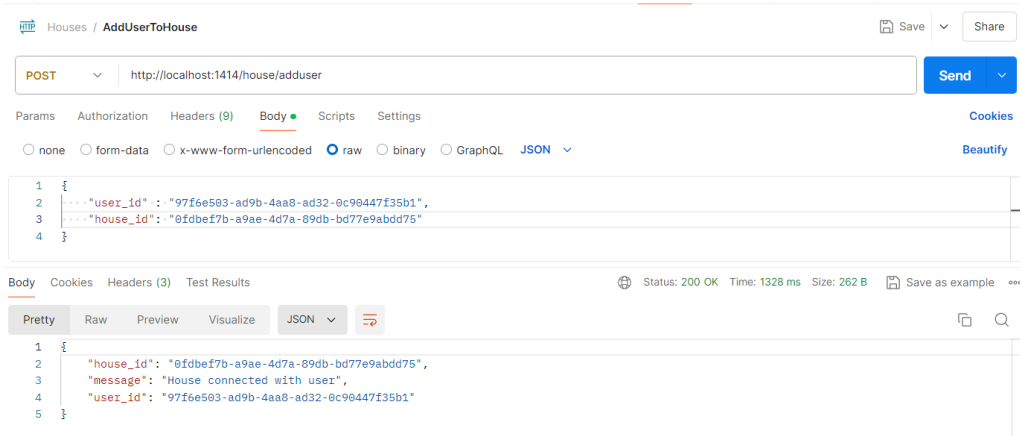 HTTP Houses / AddUserToHouse Save Share
POST http://localhost:1414/house/adduser Send
Params Authorization Headers (9) Body Scripts Settings Cookies
none form-data x-www-form-urlencoded raw binary GraphQL JSON Beautify
1 {
2 "user_id" : "97f6e503-ad9b-4aa8-ad32-0c90447f35b1",
3 "house_id": "0fdbef7b-a9ae-4d7a-89db-bd77e9abdd75"
4 }
Body Cookies Headers (3) Test Results Status: 200 OK Time: 1328 ms Size: 262 B Save as example
Pretty Raw Preview Visualize JSON
1 {
2 "house_id": "0fdbef7b-a9ae-4d7a-89db-bd77e9abdd75",
3 "message": "House connected with user",
4 "user_id": "97f6e503-ad9b-4aa8-ad32-0c90447f35b1"
5 }